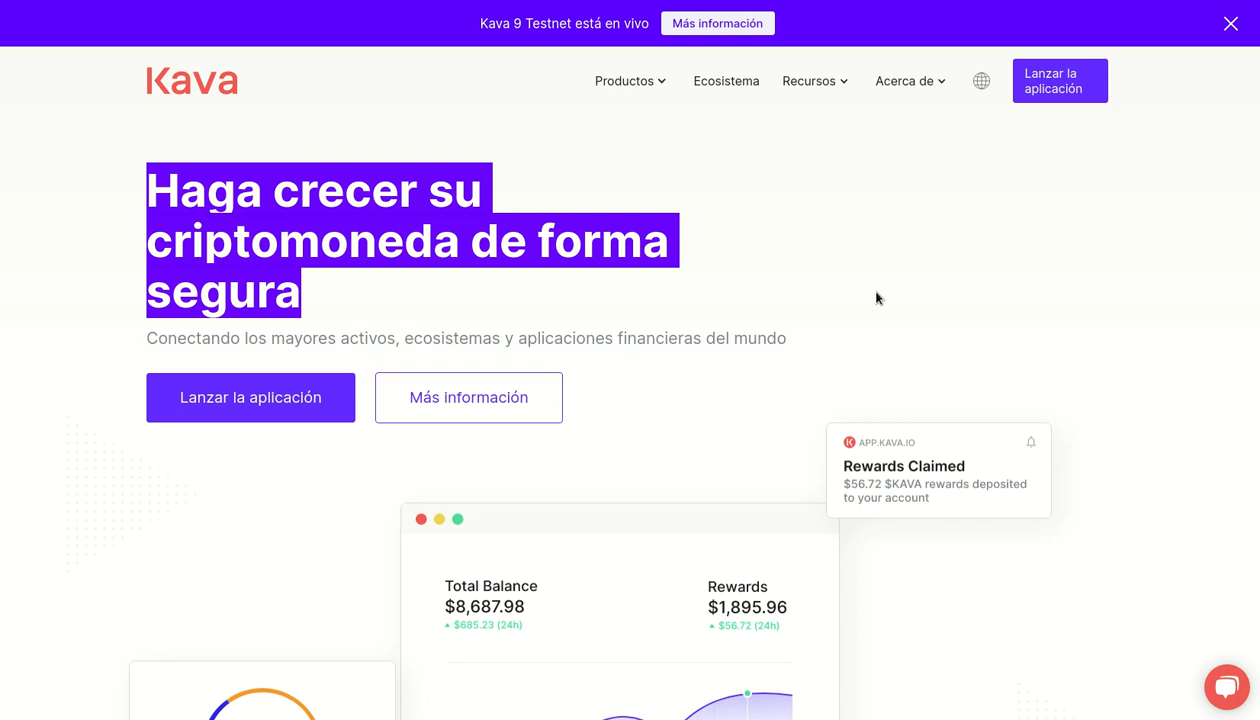 Kava 9 Testnet está en vivo
Más información
Kava
Productos
Ecosistema
Recursos
Acerca de
Lanzar la
aplicación
Haga crecer su
criptomoneda de forma
segura
Conectando los mayores activos, ecosistemas y aplicaciones financieras del mundo
Lanzar la aplicación
Más información
APP.KAVA.IO
Rewards Claimed
$56.72 $KAVA rewards deposited
to your account
Total Balance
$8,687.98
$685.23 (24h)
Rewards
$1,895.96
$56.72 (24h)